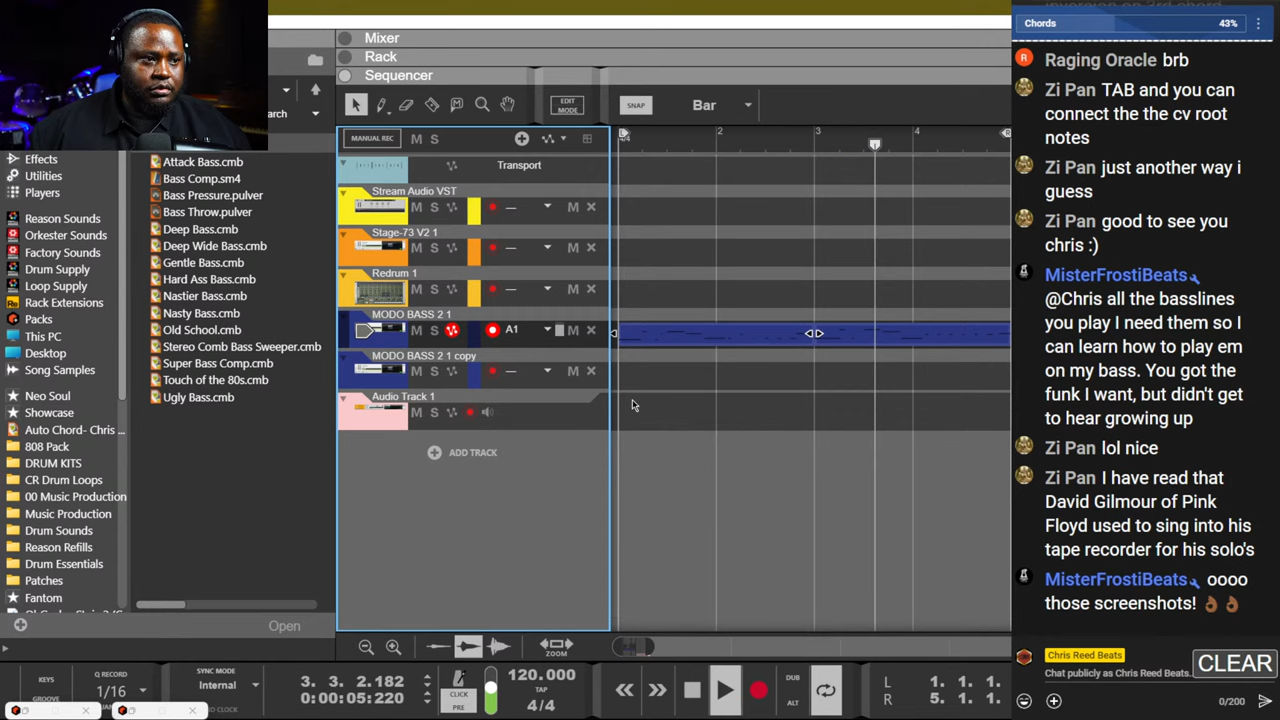 Mixer
Rack
Sequencer
EDIT MODE
SNAP
Bar
arch
MANUAL REC
M S
2
3
4
Effects
Utilities
Players
Reason Sounds
Orkester Sounds
Factory Sounds
Drum Supply
Loop Supply
Rack Extensions
Packs
This PC
Desktop
Song Samples
Neo Soul
Showcase
Auto Chord- Chris ...
808 Pack
DRUM KITS
CR Drum Loops
00 Music Production
Music Production
Drum Sounds
Reason Refills
Drum Essentials
Patches
Fantom
Attack Bass.cmb
Bass Comp.sm4
Bass Pressure.pulver
Bass Throw.pulver
Deep Bass.cmb
Deep Wide Bass.cmb
Gentle Bass.cmb
Hard Ass Bass.cmb
Nastier Bass.cmb
Nasty Bass.cmb
Old School.cmb
Stereo Comb Bass Sweeper.cmb
Super Bass Comp.cmb
Touch of the 80s.cmb
Ugly Bass.cmb
Open
Transport
Stream Audio VST
M S — M
Stage-73 V2 1
M S — M
Redrum 1
M S — M
MODO BASS 2 1
M S A1 M
MODO BASS 2 1 copy
M S — M
Audio Track 1
M S
ADD TRACK
ZOOM
KEYS
GROOVE
Q RECORD
1/16
SYNC MODE
Internal
3. 3. 2.182
0:00:05:220
CLICK
PRE
120.000
TAP
4/4
DUB
ALT
L 1. 1. 1.
R 5. 1. 1.
Chords 43%
Raging Oracle brb
Zi Pan TAB and you can
connect the the cv root
notes
Zi Pan just another way i
guess
Zi Pan good to see you
chris :)
MisterFrostiBeats
@Chris all the basslines
you play I need them so I
can learn how to play em
on my bass. You got the
funk I want, but didn't get
to hear growing up
Zi Pan lol nice
Zi Pan I have read that
David Gilmour of Pink
Floyd used to sing into his
tape recorder for his solo's
MisterFrostiBeats oooo
those screenshots! 👌🏾 👌🏾
Chris Reed Beats
Chat publicly as Chris Reed Beats...
CLEAR
0/200